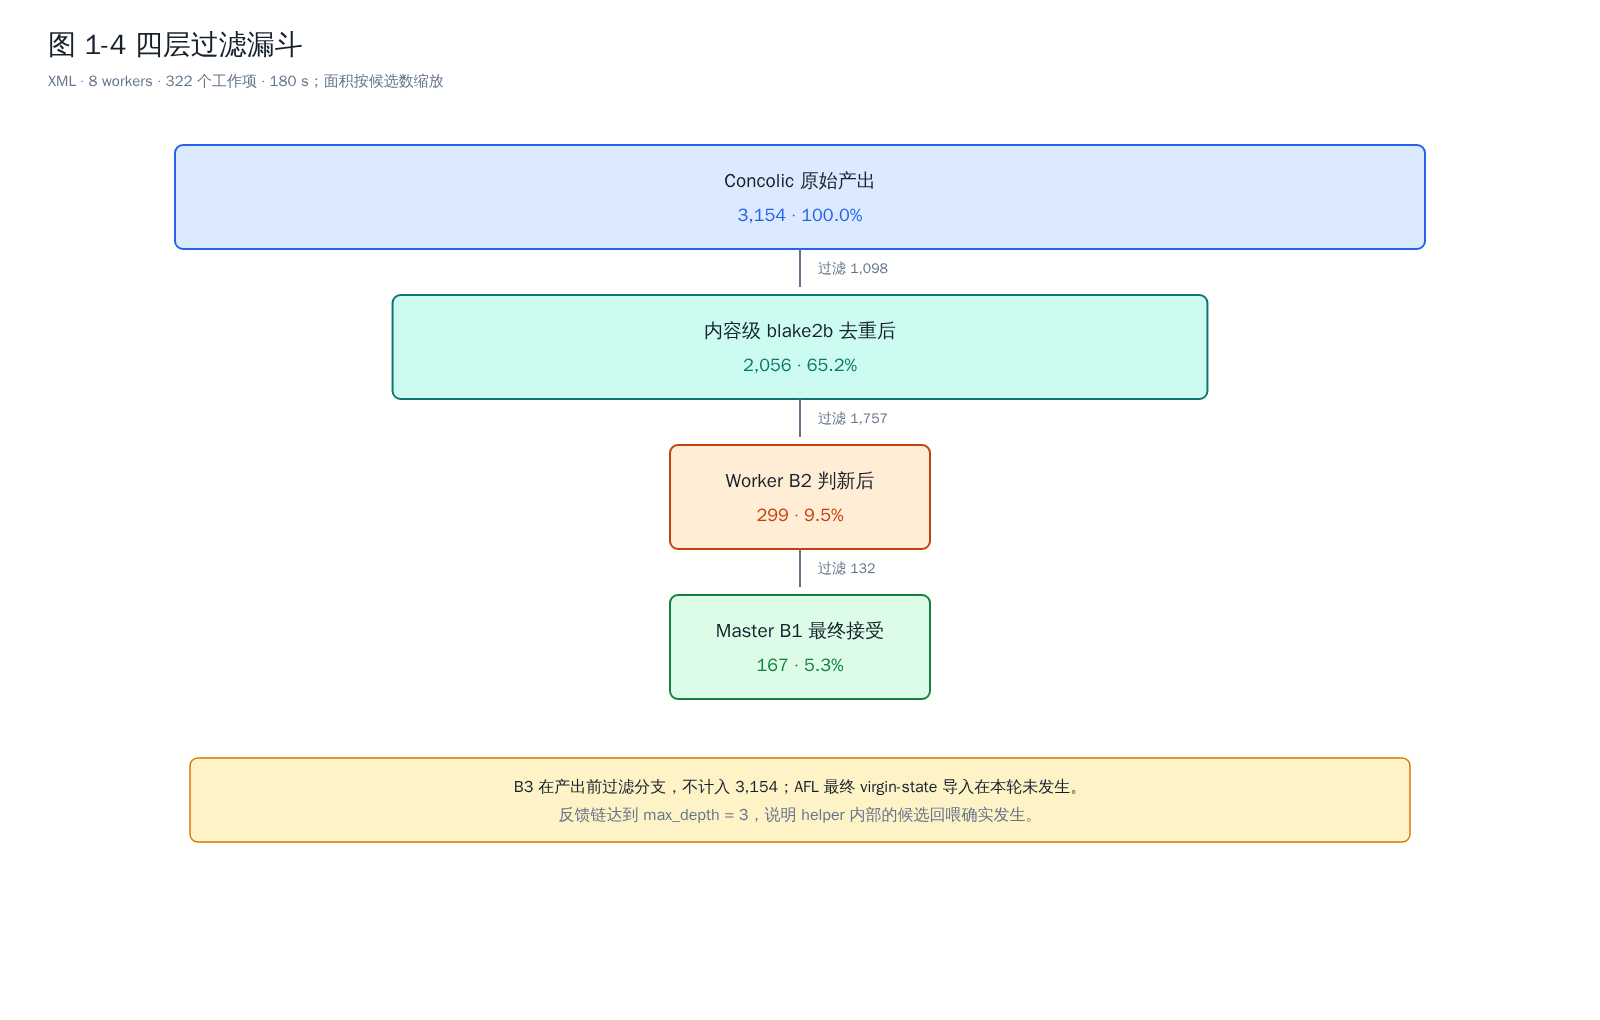 图 1-4 四层过滤漏斗
XML · 8 workers · 322 个工作项 · 180 s；面积按候选数缩放
Concolic 原始产出
3,154 · 100.0%
过滤 1,098
内容级 blake2b 去重后
2,056 · 65.2%
过滤 1,757
Worker B2 判新后
299 · 9.5%
过滤 132
Master B1 最终接受
167 · 5.3%
B3 在产出前过滤分支，不计入 3,154；AFL 最终 virgin-state 导入在本轮未发生。
反馈链达到 max_depth = 3，说明 helper 内部的候选回喂确实发生。